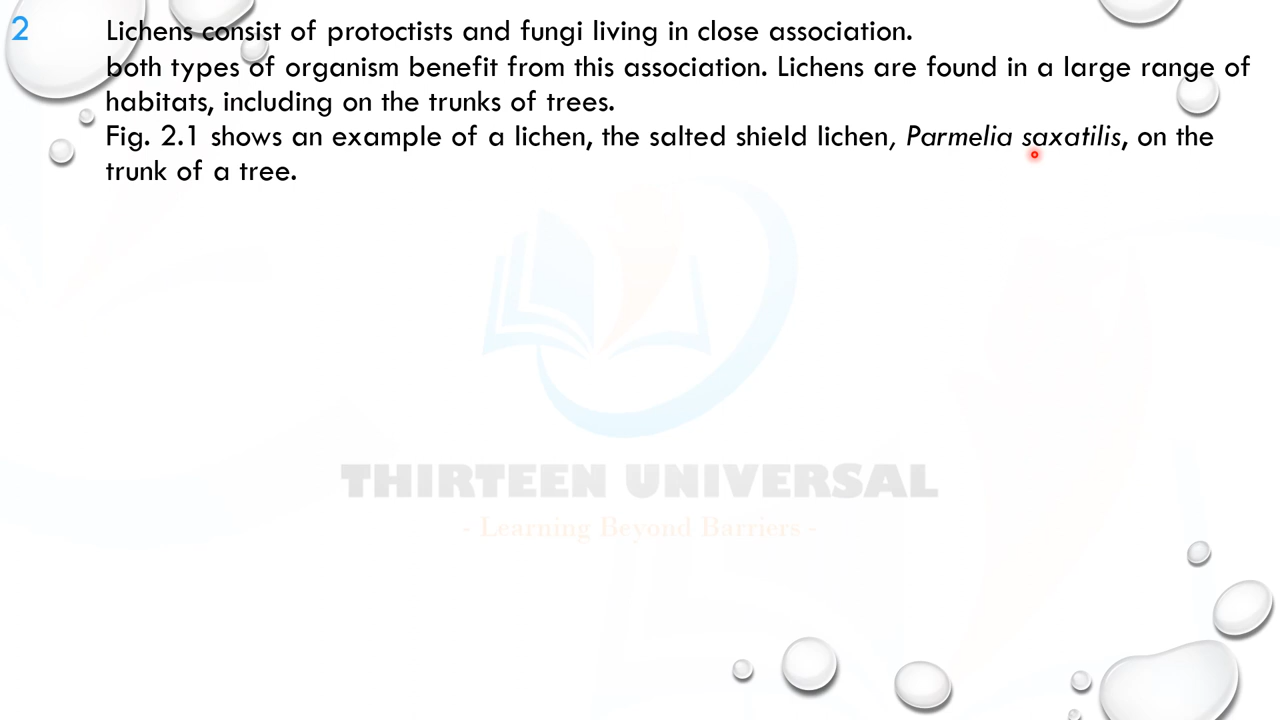 2
Lichens consist of protoctists and fungi living in close association.
both types of organism benefit from this association. Lichens are found in a large range of
habitats, including on the trunks of trees.
Fig. 2.1 shows an example of a lichen, the salted shield lichen, Parmelia saxatilis, on the
trunk of a tree.
THIRTEEN UNIVERSAL
- Learning Beyond Barriers -